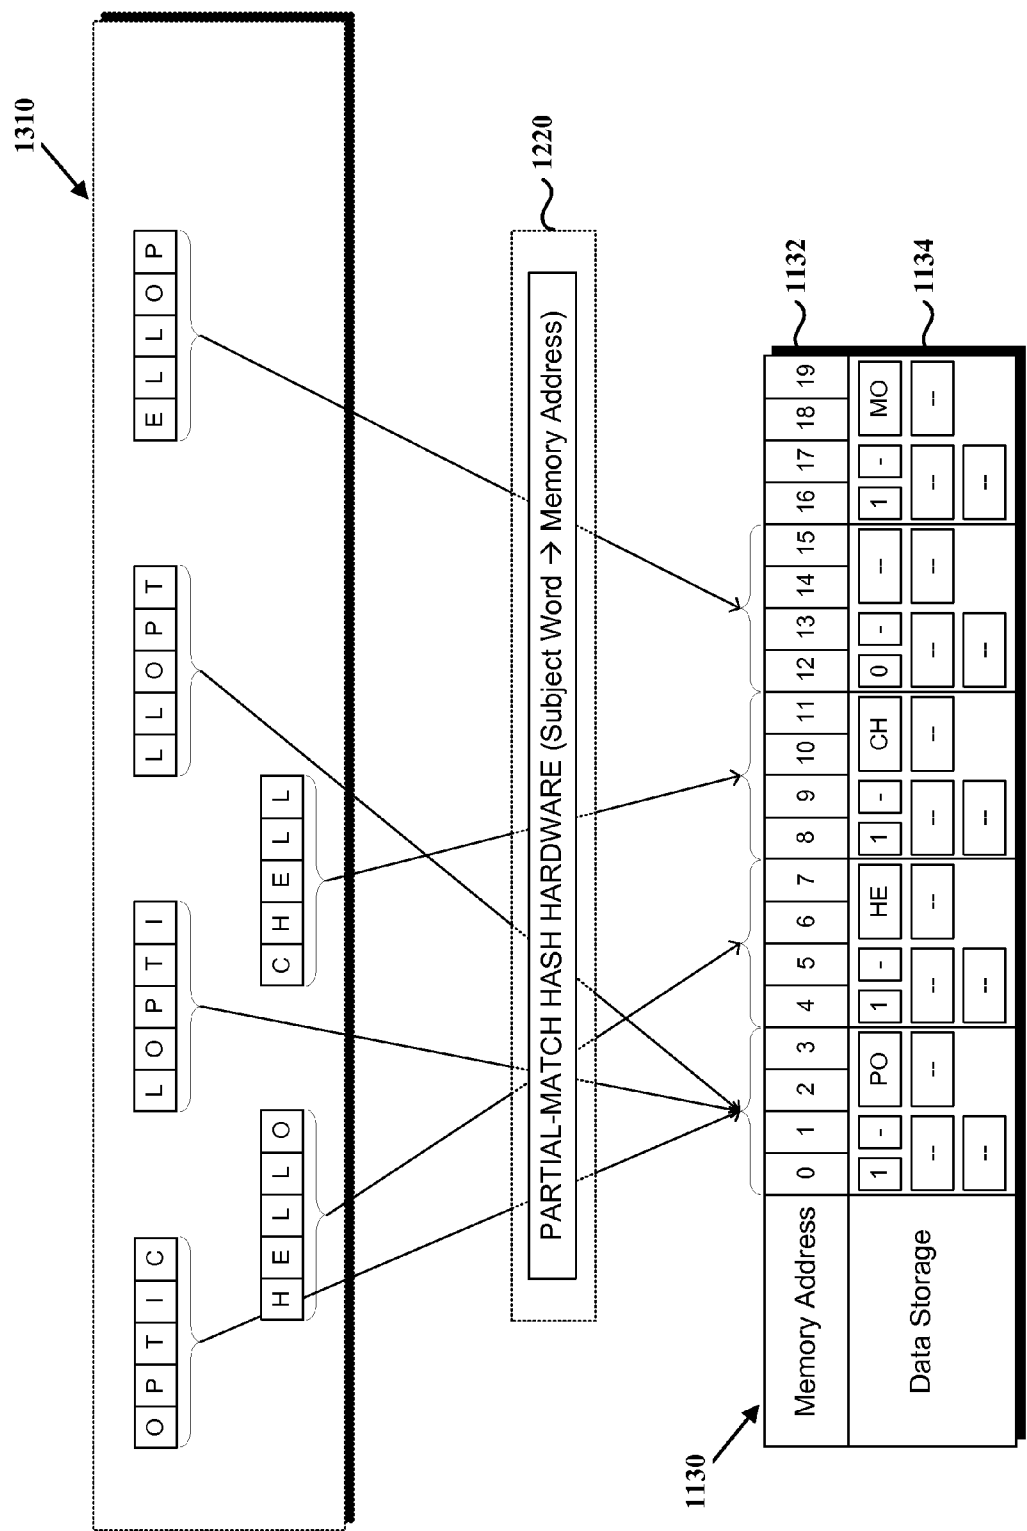 1310
O P T I C
L O P T I
L L O P T
E L L O P
H E L L O
C H E L L
1220
PARTIAL-MATCH HASH HARDWARE (Subject Word → Memory Address)
1130
1132
Memory Address 0 1 2 3 4 5 6 7 8 9 10 11 12 13 14 15 16 17 18 19
1134
Data Storage
1 - PO 1 - HE 1 - CH 0 - -- 1 - MO
-- -- -- -- -- -- -- -- -- --
-- -- -- -- --